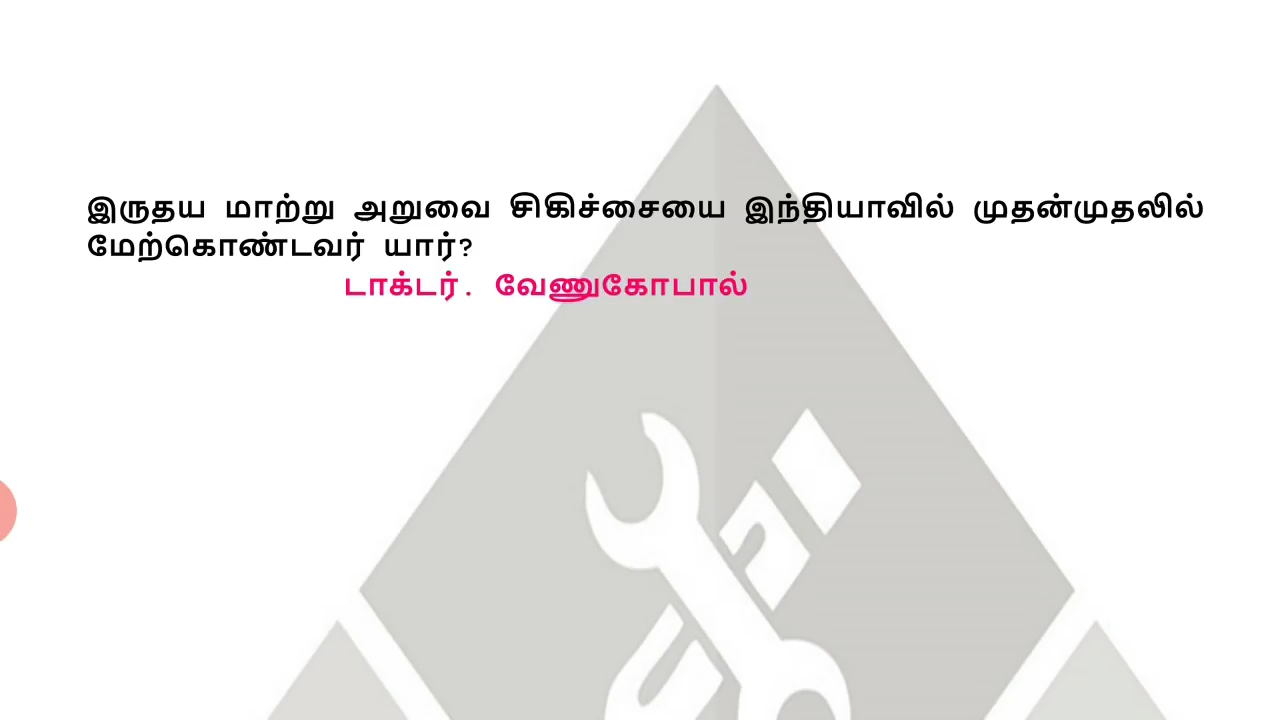 இருதய மாற்று அறுவை சிகிச்சையை இந்தியாவில் முதன்முதலில்
மேற்கொண்டவர் யார்?
டாக்டர். வேணுகோபால்